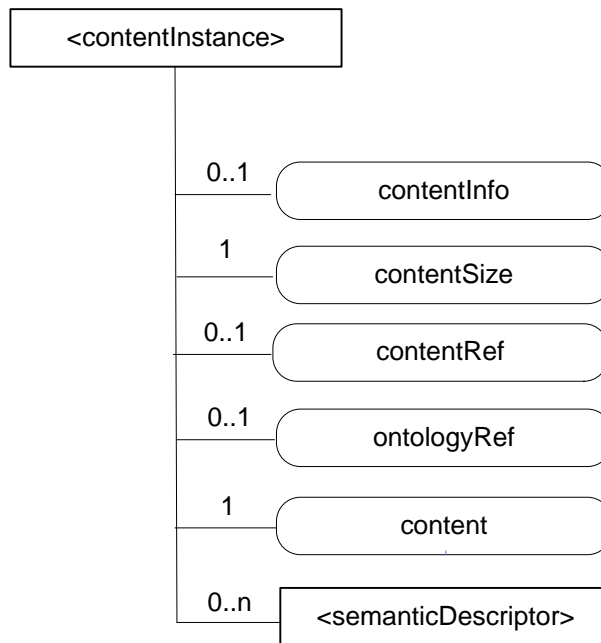 <contentInstance>
0..1
contentInfo
1
contentSize
0..1
contentRef
0..1
ontologyRef
1
content
0..n
<semanticDescriptor>